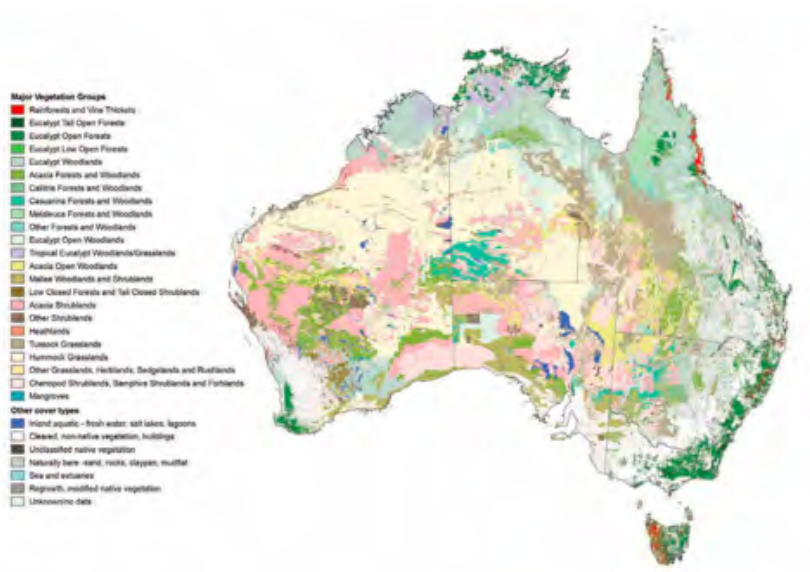 Major Vegetation Groups
Rainforests and Vine Thickets
Eucalypt Tall Open Forests
Eucalypt Open Forests
Eucalypt Low Open Forests
Eucalypt Woodlands
Acacia Forests and Woodlands
Callitris Forests and Woodlands
Casuarina Forests and Woodlands
Melaleuca Forests and Woodlands
Other Forests and Woodlands
Eucalypt Open Woodlands
Tropical Eucalypt Woodlands/Grasslands
Acacia Open Woodlands
Mallee Woodlands and Shrublands
Low Closed Forests and Tall Closed Shrublands
Acacia Shrublands
Other Shrublands
Heathlands
Tussock Grasslands
Hummock Grasslands
Other Grasslands, Herblands, Sedgelands and Rushlands
Chenopod Shrublands, Samphire Shrublands and Forblands
Mangroves
Other cover types
Inland aquatic - fresh water, salt lakes, lagoons
Cleared, non-native vegetation, buildings
Unclassified native vegetation
Naturally bare - sand, rocks, claypan, mudflat
Sea and estuaries
Regrowth, modified native vegetation
Unknown/no data